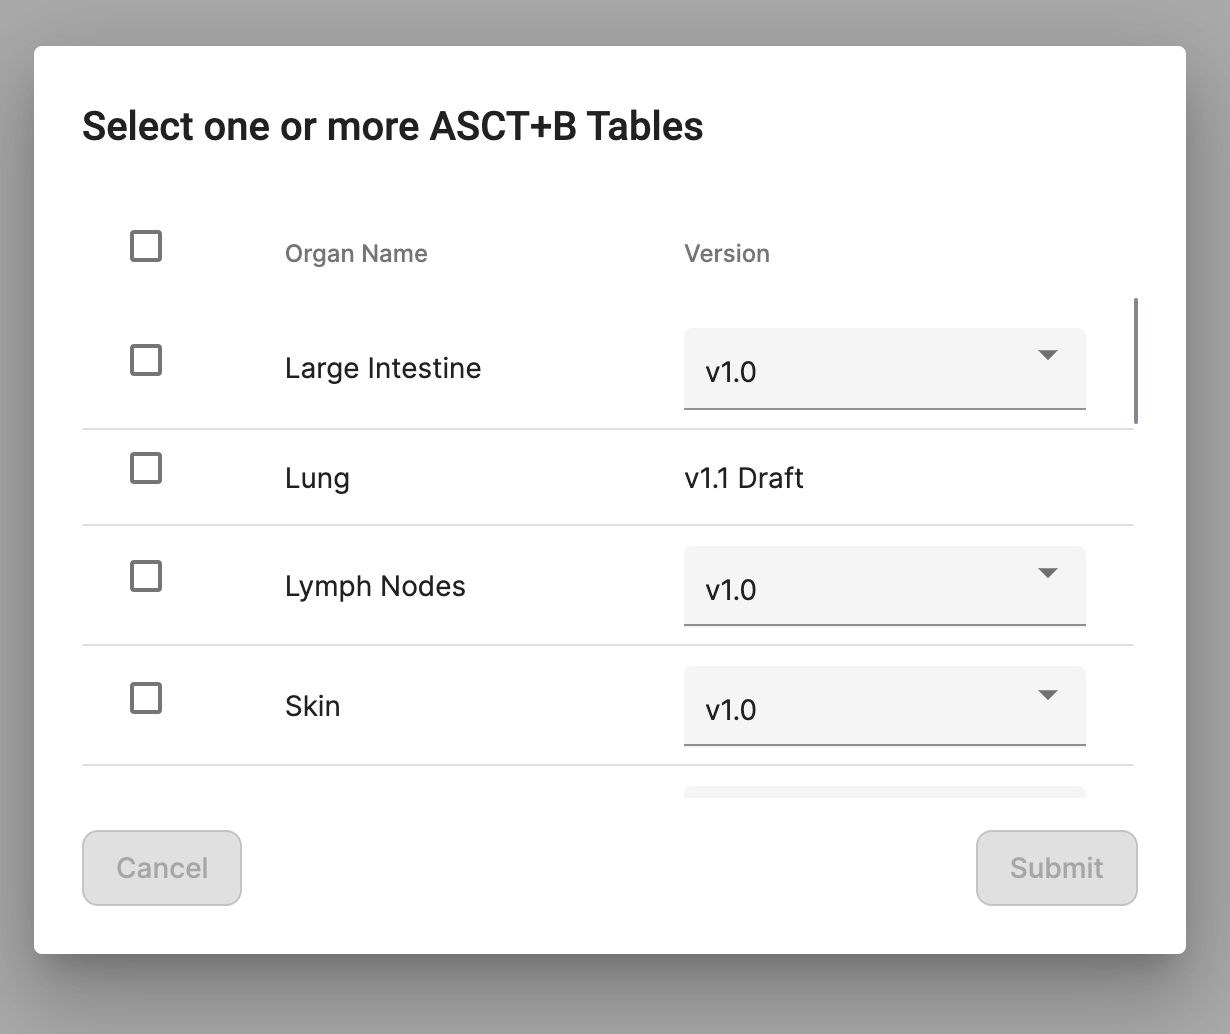 Select one or more ASCT+B Tables
Organ Name Version
Large Intestine v1.0
Lung v1.1 Draft
Lymph Nodes v1.0
Skin v1.0
Cancel Submit